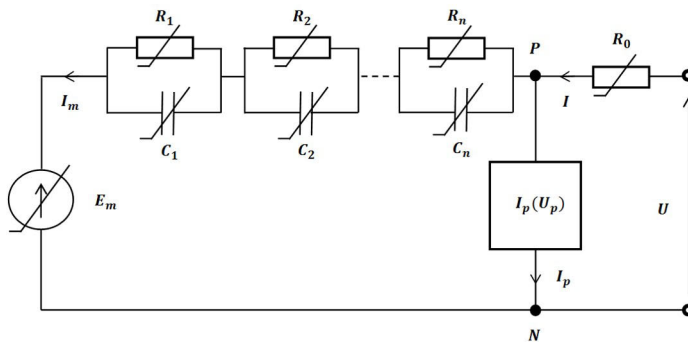 R₁
R₂
Rₙ
P
R₀
Iₘ
I
C₁
C₂
Cₙ
Eₘ
Iₚ(Uₚ)
U
Iₚ
N